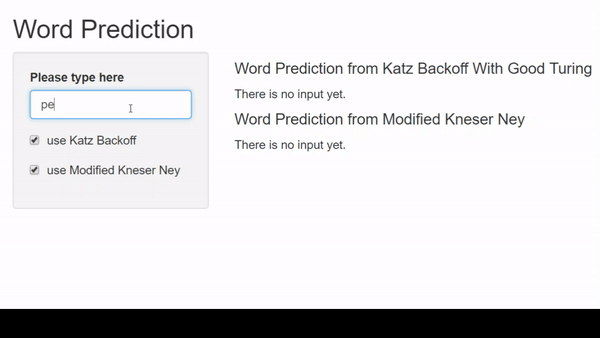 Word Prediction
Please type here
pe
use Katz Backoff
use Modified Kneser Ney
Word Prediction from Katz Backoff With Good Turing
There is no input yet.
Word Prediction from Modified Kneser Ney
There is no input yet.